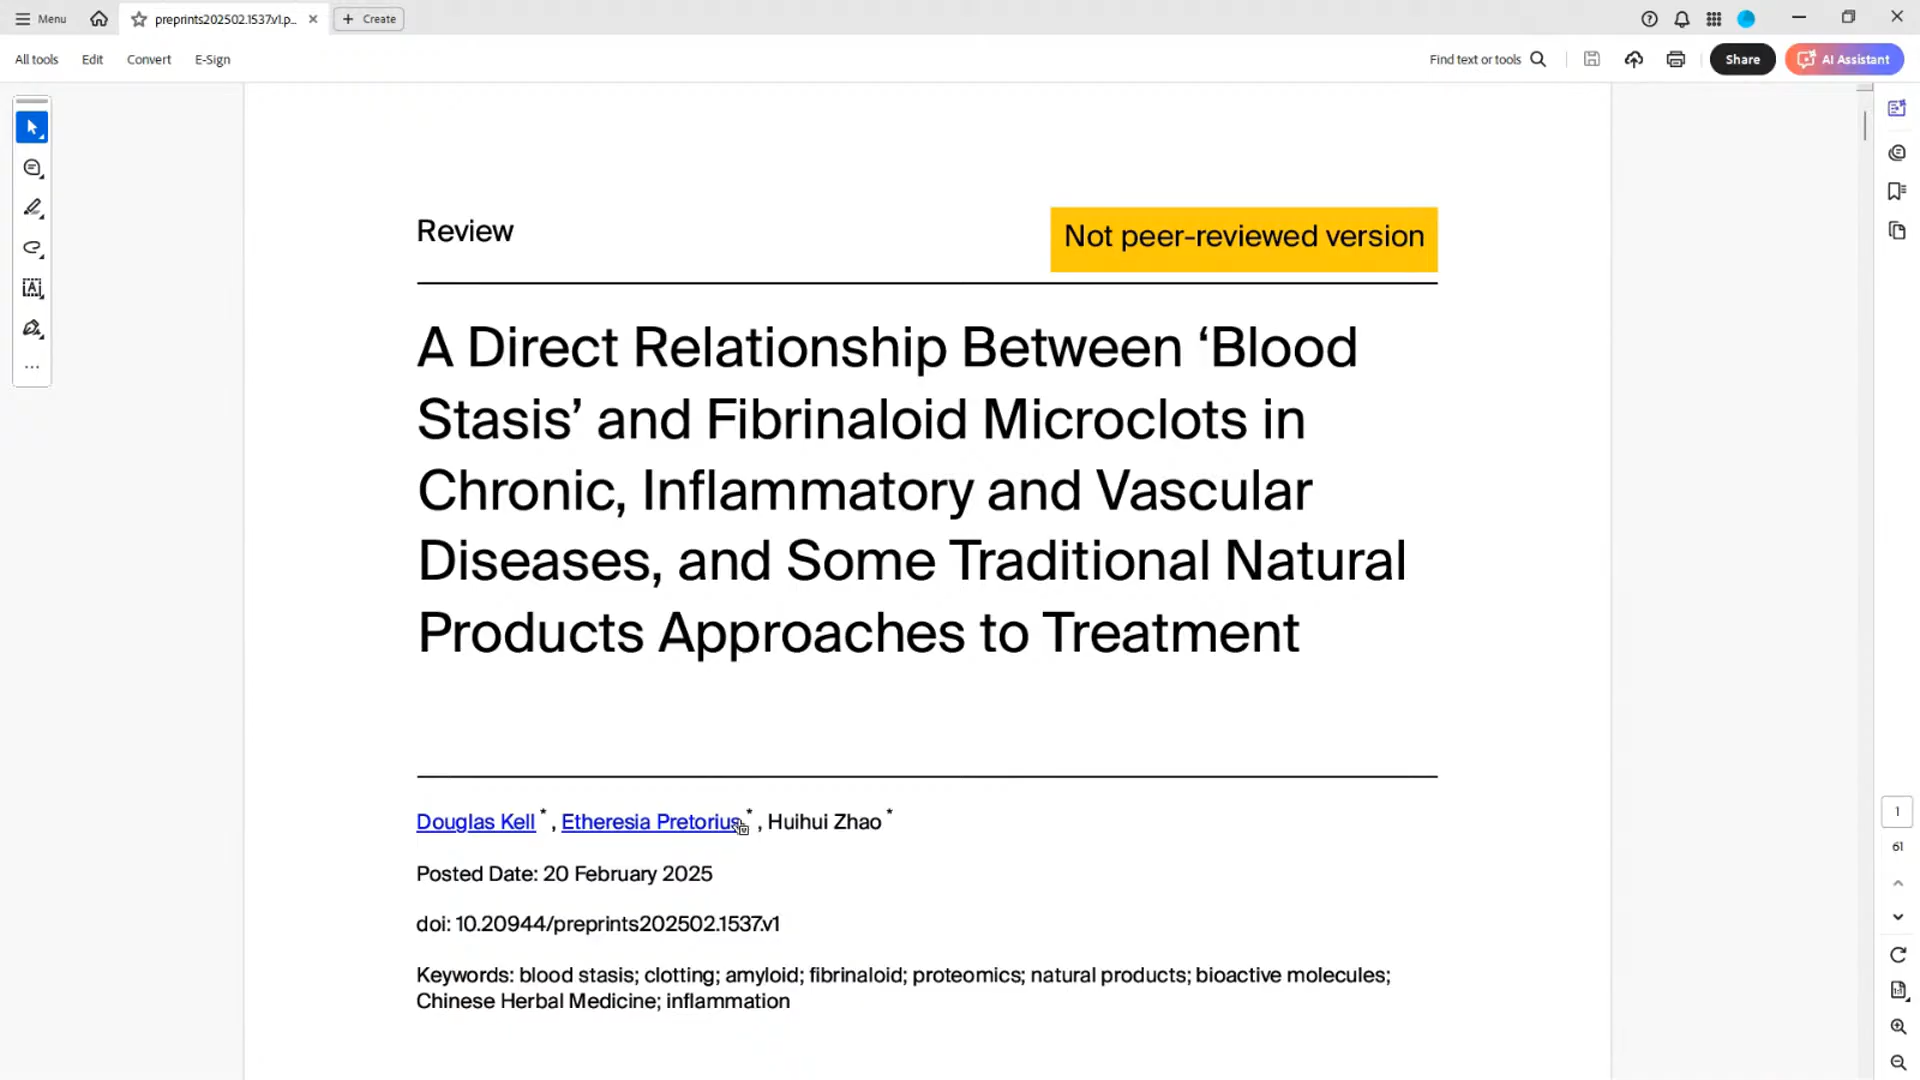 Menu
preprints202502.1537.v1.p...
Create
All tools
Edit
Convert
E-Sign
Find text or tools
Share
AI Assistant
Review
Not peer-reviewed version
A Direct Relationship Between ‘Blood
Stasis’ and Fibrinaloid Microclots in
Chronic, Inflammatory and Vascular
Diseases, and Some Traditional Natural
Products Approaches to Treatment
Douglas Kell * , Etheresia Pretorius * , Huihui Zhao *
Posted Date: 20 February 2025
doi: 10.20944/preprints202502.1537.v1
Keywords: blood stasis; clotting; amyloid; fibrinaloid; proteomics; natural products; bioactive molecules;
Chinese Herbal Medicine; inflammation
1
61